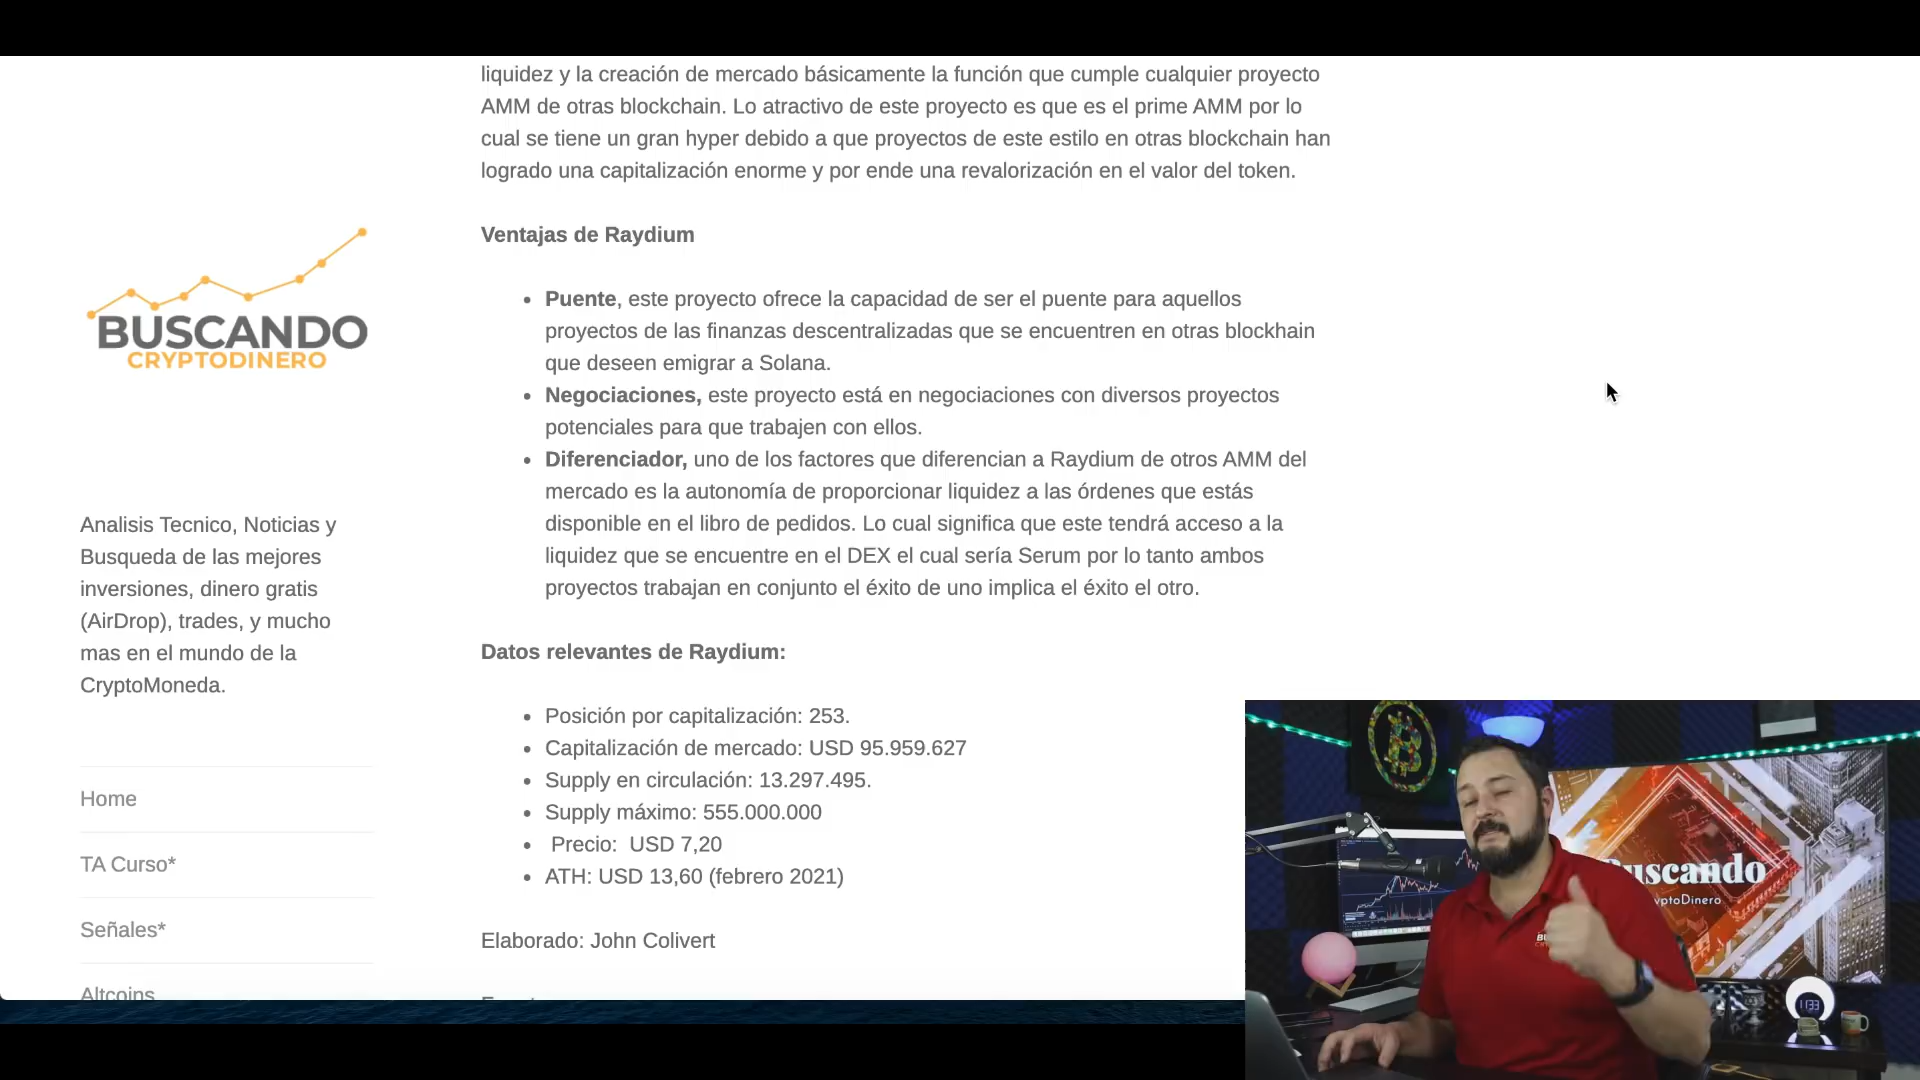 liquidez y la creación de mercado básicamente la función que cumple cualquier proyecto
AMM de otras blockchain. Lo atractivo de este proyecto es que es el prime AMM por lo
cual se tiene un gran hyper debido a que proyectos de este estilo en otras blockchain han
logrado una capitalización enorme y por ende una revalorización en el valor del token.
Ventajas de Raydium
Puente, este proyecto ofrece la capacidad de ser el puente para aquellos
proyectos de las finanzas descentralizadas que se encuentren en otras blockhain
que deseen emigrar a Solana.
Negociaciones, este proyecto está en negociaciones con diversos proyectos
potenciales para que trabajen con ellos.
Diferenciador, uno de los factores que diferencian a Raydium de otros AMM del
mercado es la autonomía de proporcionar liquidez a las órdenes que estás
disponible en el libro de pedidos. Lo cual significa que este tendrá acceso a la
liquidez que se encuentre en el DEX el cual sería Serum por lo tanto ambos
proyectos trabajan en conjunto el éxito de uno implica el éxito el otro.
Datos relevantes de Raydium:
Posición por capitalización: 253.
Capitalización de mercado: USD 95.959.627
Supply en circulación: 13.297.495.
Supply máximo: 555.000.000
Precio: USD 7,20
ATH: USD 13,60 (febrero 2021)
Elaborado: John Colivert
BUSCANDO
CRYPTODINERO
Analisis Tecnico, Noticias y
Busqueda de las mejores
inversiones, dinero gratis
(AirDrop), trades, y mucho
mas en el mundo de la
CryptoMoneda.
Home
TA Curso*
Señales*
Altcoins
uscando
yptoDinero